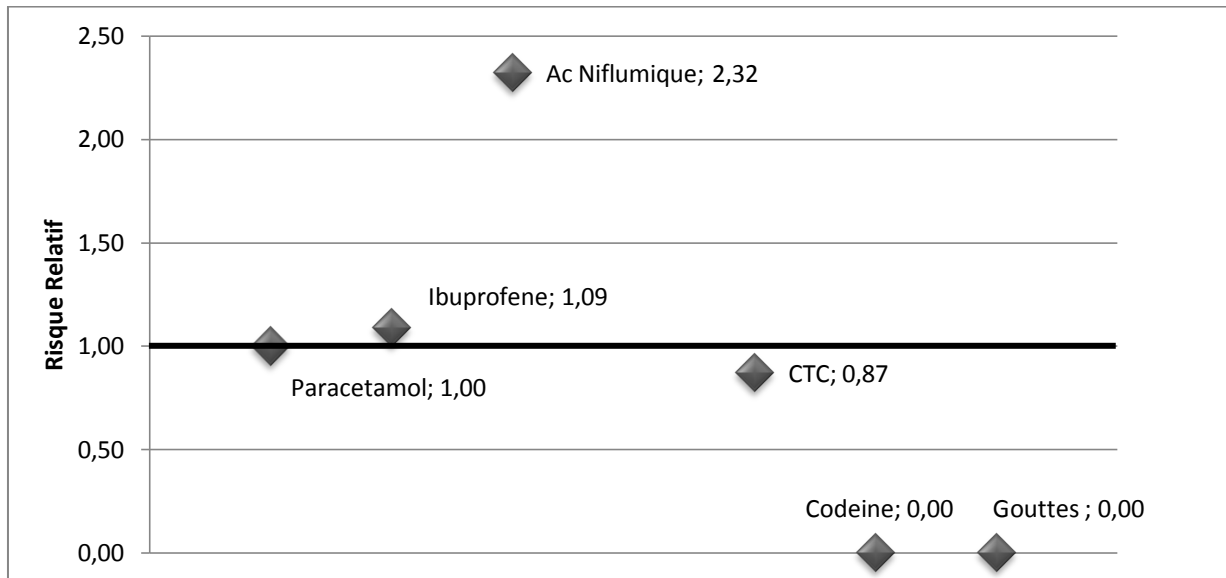 2,50
2,00
1,50
1,00
0,50
0,00
Risque Relatif
Ac Niflumique; 2,32
Ibuprofene; 1,09
Paracetamol; 1,00
CTC; 0,87
Codeine; 0,00
Gouttes ; 0,00